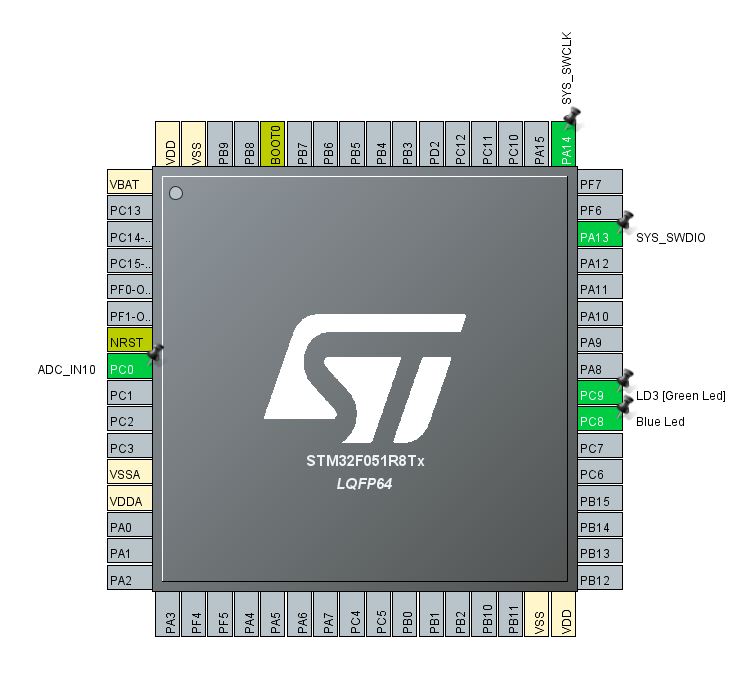 SYS_SWCLK
VDD
VSS
PB9
PB8
BOOT0
PB7
PB6
PB5
PB4
PB3
PD2
PC12
PC11
PC10
PA15
PA14
VBAT
PC13
PC14-..
PC15-..
PF0-O..
PF1-O..
NRST
ADC_IN10 PC0
PC1
PC2
PC3
VSSA
VDDA
PA0
PA1
PA2
ST
STM32F051R8Tx
LQFP64
PF7
PF6
PA13 SYS_SWDIO
PA12
PA11
PA10
PA9
PA8
PC9 LD3 [Green Led]
PC8 Blue Led
PC7
PC6
PB15
PB14
PB13
PB12
PA3
PF4
PF5
PA4
PA5
PA6
PA7
PC4
PC5
PB0
PB1
PB2
PB10
PB11
VSS
VDD